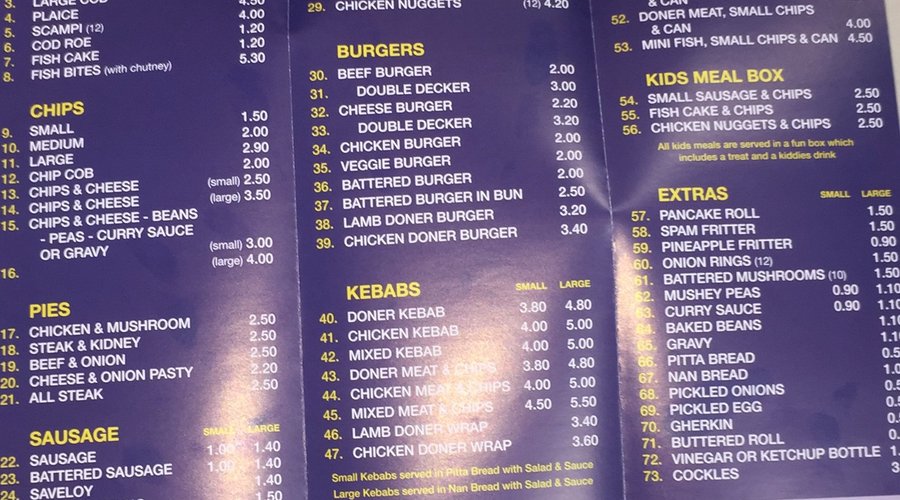 3. LARGE COD 4.50
4. PLAICE 4.00
5. SCAMPI (12) 1.20
6. COD ROE 1.20
7. FISH CAKE 5.30
8. FISH BITES (with chutney)
CHIPS
9. SMALL 1.50
10. MEDIUM 2.00
11. LARGE 2.90
12. CHIP COB 2.00
13. CHIPS & CHEESE (small) 2.50
14. CHIPS & CHEESE (large) 3.50
15. CHIPS & CHEESE - BEANS
- PEAS - CURRY SAUCE
OR GRAVY (small) 3.00
16. (large) 4.00
PIES
17. CHICKEN & MUSHROOM 2.50
18. STEAK & KIDNEY 2.50
19. BEEF & ONION 2.50
20. CHEESE & ONION PASTY 2.20
21. ALL STEAK 2.50
SAUSAGE SMALL LARGE
22. SAUSAGE 1.00 1.40
23. BATTERED SAUSAGE 1.00 1.40
24. SAVELOY 1.50
29. CHICKEN NUGGETS (12) 4.20
BURGERS
30. BEEF BURGER 2.00
31. DOUBLE DECKER 3.00
32. CHEESE BURGER 2.20
33. DOUBLE DECKER 3.20
34. CHICKEN BURGER 2.00
35. VEGGIE BURGER 2.00
36. BATTERED BURGER 2.00
37. BATTERED BURGER IN BUN 2.50
38. LAMB DONER BURGER 3.20
39. CHICKEN DONER BURGER 3.40
KEBABS SMALL LARGE
40. DONER KEBAB 3.80 4.80
41. CHICKEN KEBAB 4.00 5.00
42. MIXED KEBAB 4.00 5.00
43. DONER MEAT & CHIPS 3.80 4.80
44. CHICKEN MEAT & CHIPS 4.00 5.00
45. MIXED MEAT & CHIPS 4.50 5.50
46. LAMB DONER WRAP 3.40
47. CHICKEN DONER WRAP 3.60
Small Kebabs served in Pitta Bread with Salad & Sauce
Large Kebabs served in Nan Bread with Salad & Sauce
& CAN
52. DONER MEAT, SMALL CHIPS
& CAN 4.00
53. MINI FISH, SMALL CHIPS & CAN 4.50
KIDS MEAL BOX
54. SMALL SAUSAGE & CHIPS 2.50
55. FISH CAKE & CHIPS 2.50
56. CHICKEN NUGGETS & CHIPS 2.50
All kids meals are served in a fun box which
includes a treat and a kiddies drink
EXTRAS SMALL LARGE
57. PANCAKE ROLL 1.50
58. SPAM FRITTER 1.50
59. PINEAPPLE FRITTER 0.90
60. ONION RINGS (12) 1.50
61. BATTERED MUSHROOMS (10) 1.50
62. MUSHEY PEAS 0.90 1.10
63. CURRY SAUCE 0.90 1.10
64. BAKED BEANS 1.10
65. GRAVY 1.10
66. PITTA BREAD 0.5
67. NAN BREAD 1.0
68. PICKLED ONIONS 0.5
69. PICKLED EGG 0.5
70. GHERKIN 0.5
71. BUTTERED ROLL 0.
72. VINEGAR OR KETCHUP BOTTLE 1.
73. COCKLES 3.